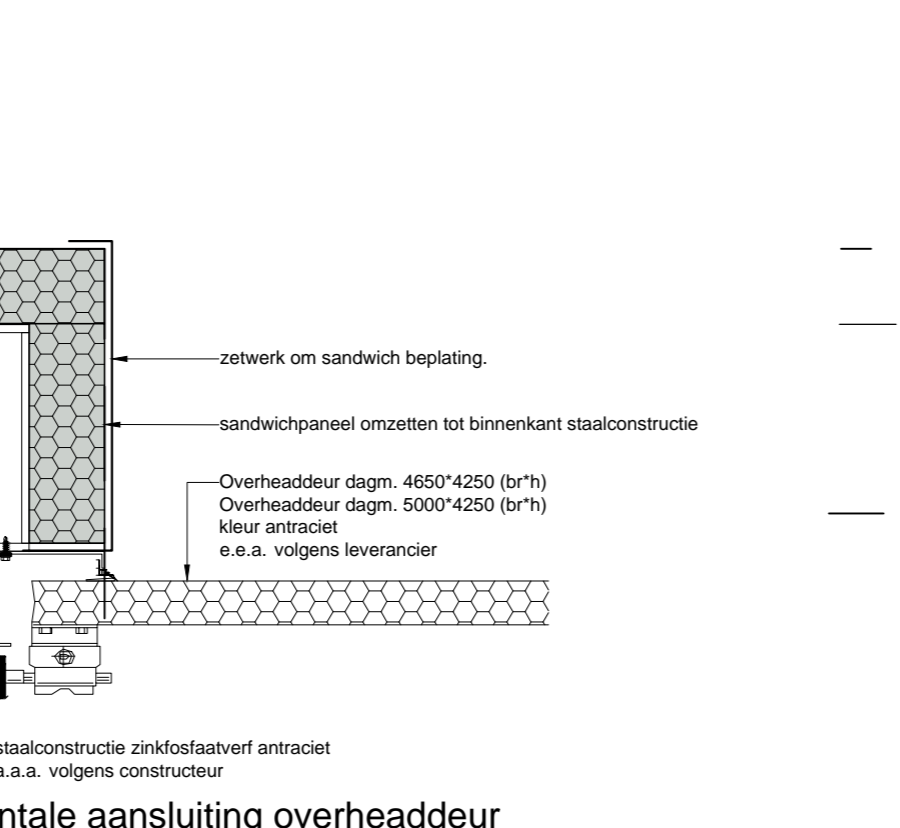 zetwerk om sandwich beplating.
sandwichpaneel omzetten tot binnenkant staalconstructie
Overheaddeur dagm. 4650*4250 (br*h)
Overheaddeur dagm. 5000*4250 (br*h)
kleur antraciet
e.e.a. volgens leverancier
staalconstructie zinkfosfaatverf antraciet
a.a.a. volgens constructeur
ntale aansluiting overheaddeur